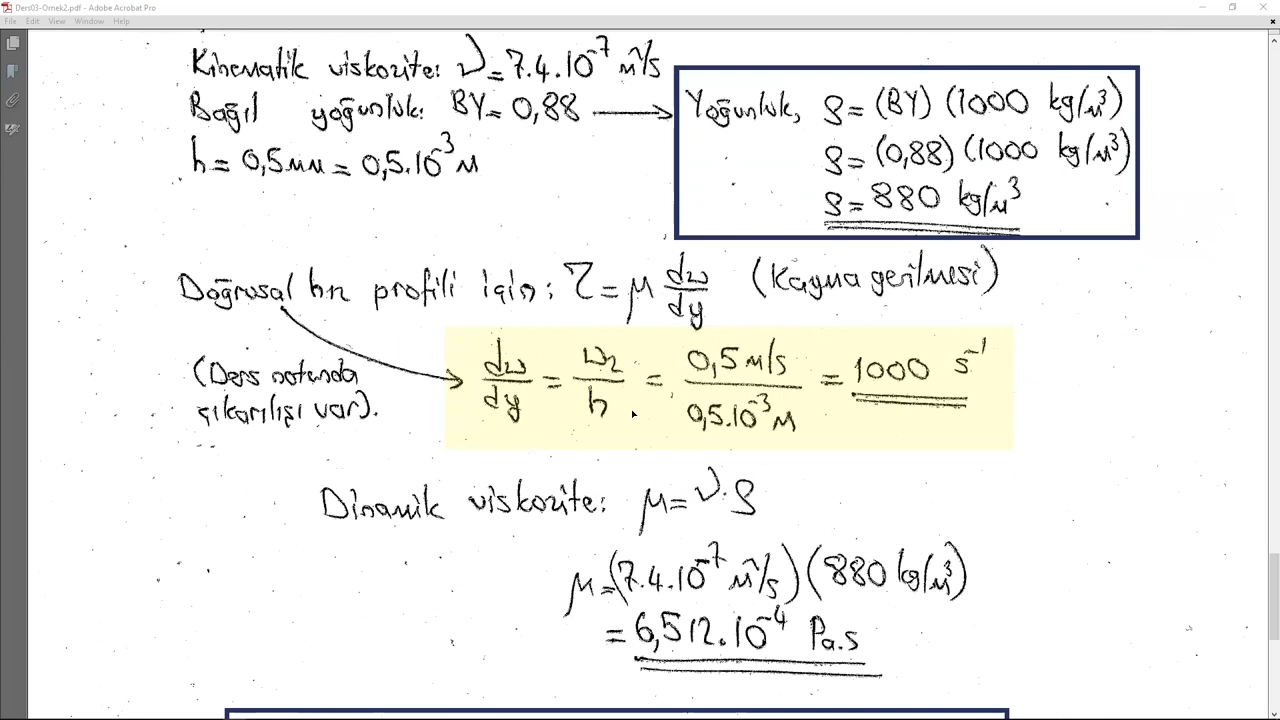 Ders03-Ornek2.pdf - Adobe Acrobat Pro
File Edit View Window Help
Kinematik viskozite: ν = 7.4.10⁻⁷ m²/s
Bağıl yoğunluk: BY = 0,88
h = 0,5mm = 0,5.10⁻³ m
Yoğunluk, ρ = (BY) (1000 kg/m³)
ρ = (0,88) (1000 kg/m³)
ρ = 880 kg/m³
Doğrusal hız profili için: τ = μ dw/dy (Kayma gerilmesi)
(Ders notunda
çıkarılışı var).
dw/dy = w₂/h = 0,5 m/s / 0,5.10⁻³ m = 1000 s⁻¹
Dinamik viskozite: μ = ν.ρ
μ = (7.4.10⁻⁷ m²/s) (880 kg/m³)
= 6,512.10⁻⁴ Pa.s